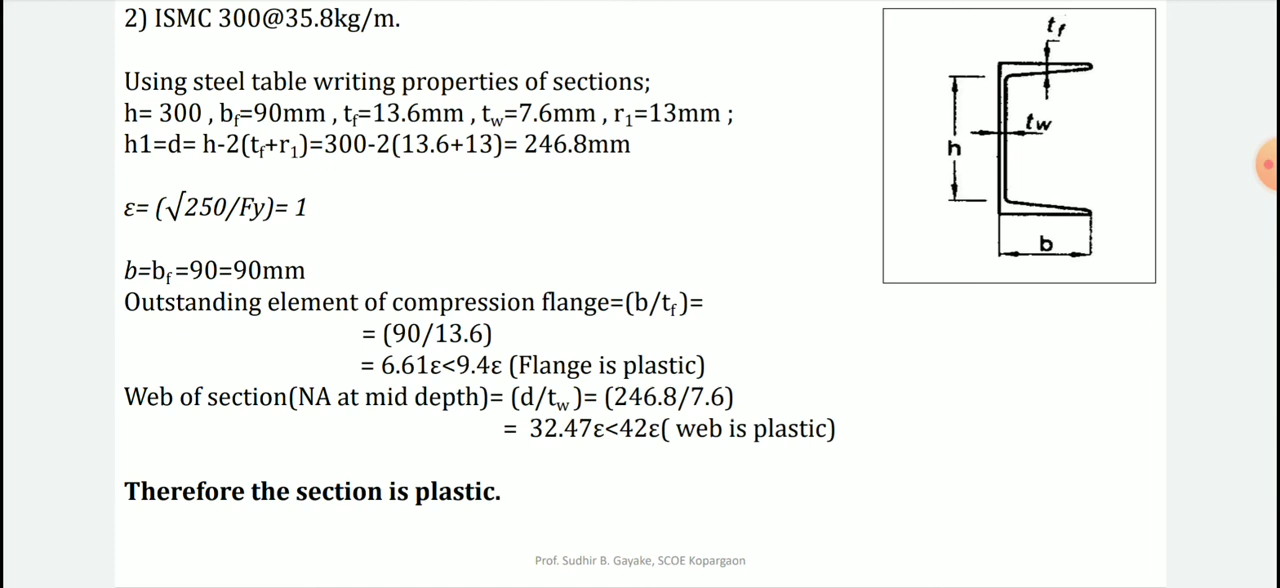 2) ISMC 300@35.8kg/m.
Using steel table writing properties of sections;
h= 300 , bf=90mm , tf=13.6mm , tw=7.6mm , r1=13mm ;
h1=d= h-2(tf+r1)=300-2(13.6+13)= 246.8mm
ε= (√250/Fy)= 1
b=bf =90=90mm
Outstanding element of compression flange=(b/tf)=
= (90/13.6)
= 6.61ε<9.4ε (Flange is plastic)
Web of section(NA at mid depth)= (d/tw)= (246.8/7.6)
= 32.47ε<42ε( web is plastic)
Therefore the section is plastic.
tf
tw
h
b
Prof. Sudhir B. Gayake, SCOE Kopargaon